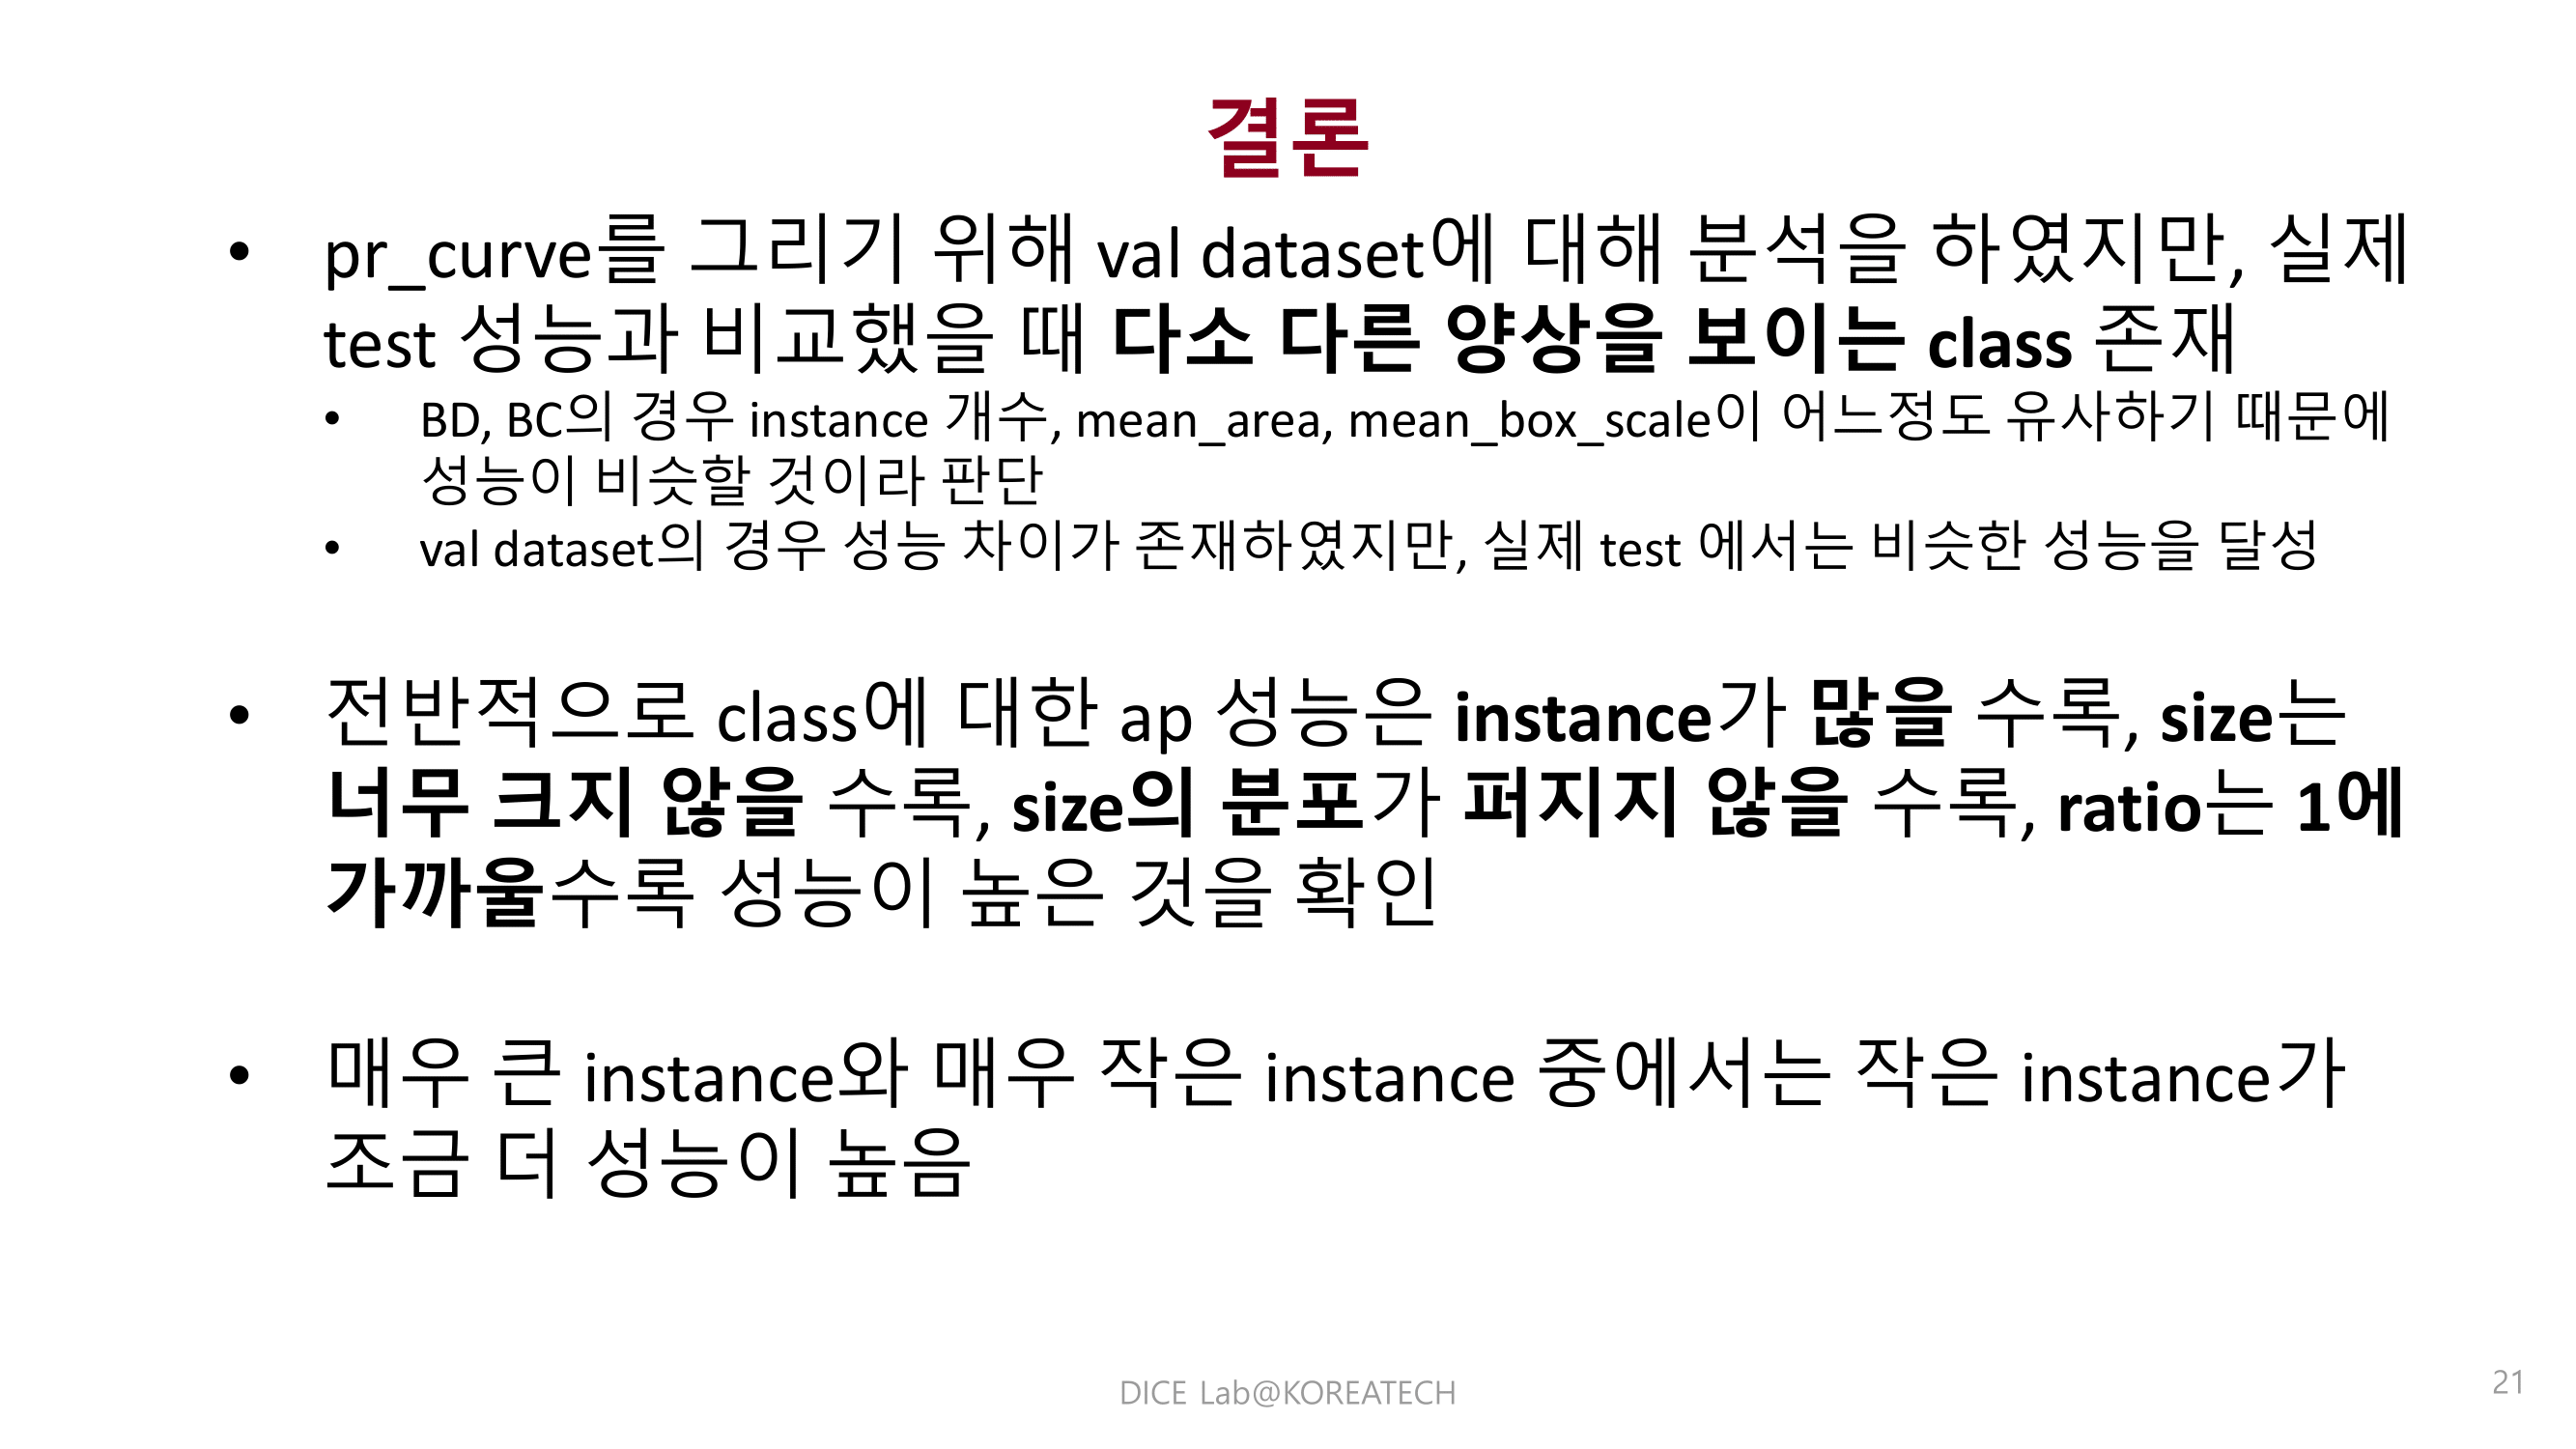 결론
• pr_curve를 그리기 위해 val dataset에 대해 분석을 하였지만, 실제
test 성능과 비교했을 때 다소 다른 양상을 보이는 class 존재
• BD, BC의 경우 instance 개수, mean_area, mean_box_scale이 어느정도 유사하기 때문에
성능이 비슷할 것이라 판단
• val dataset의 경우 성능 차이가 존재하였지만, 실제 test 에서는 비슷한 성능을 달성
• 전반적으로 class에 대한 ap 성능은 instance가 많을 수록, size는
너무 크지 않을 수록, size의 분포가 퍼지지 않을 수록, ratio는 1에
가까울수록 성능이 높은 것을 확인
• 매우 큰 instance와 매우 작은 instance 중에서는 작은 instance가
조금 더 성능이 높음
DICE Lab@KOREATECH
21